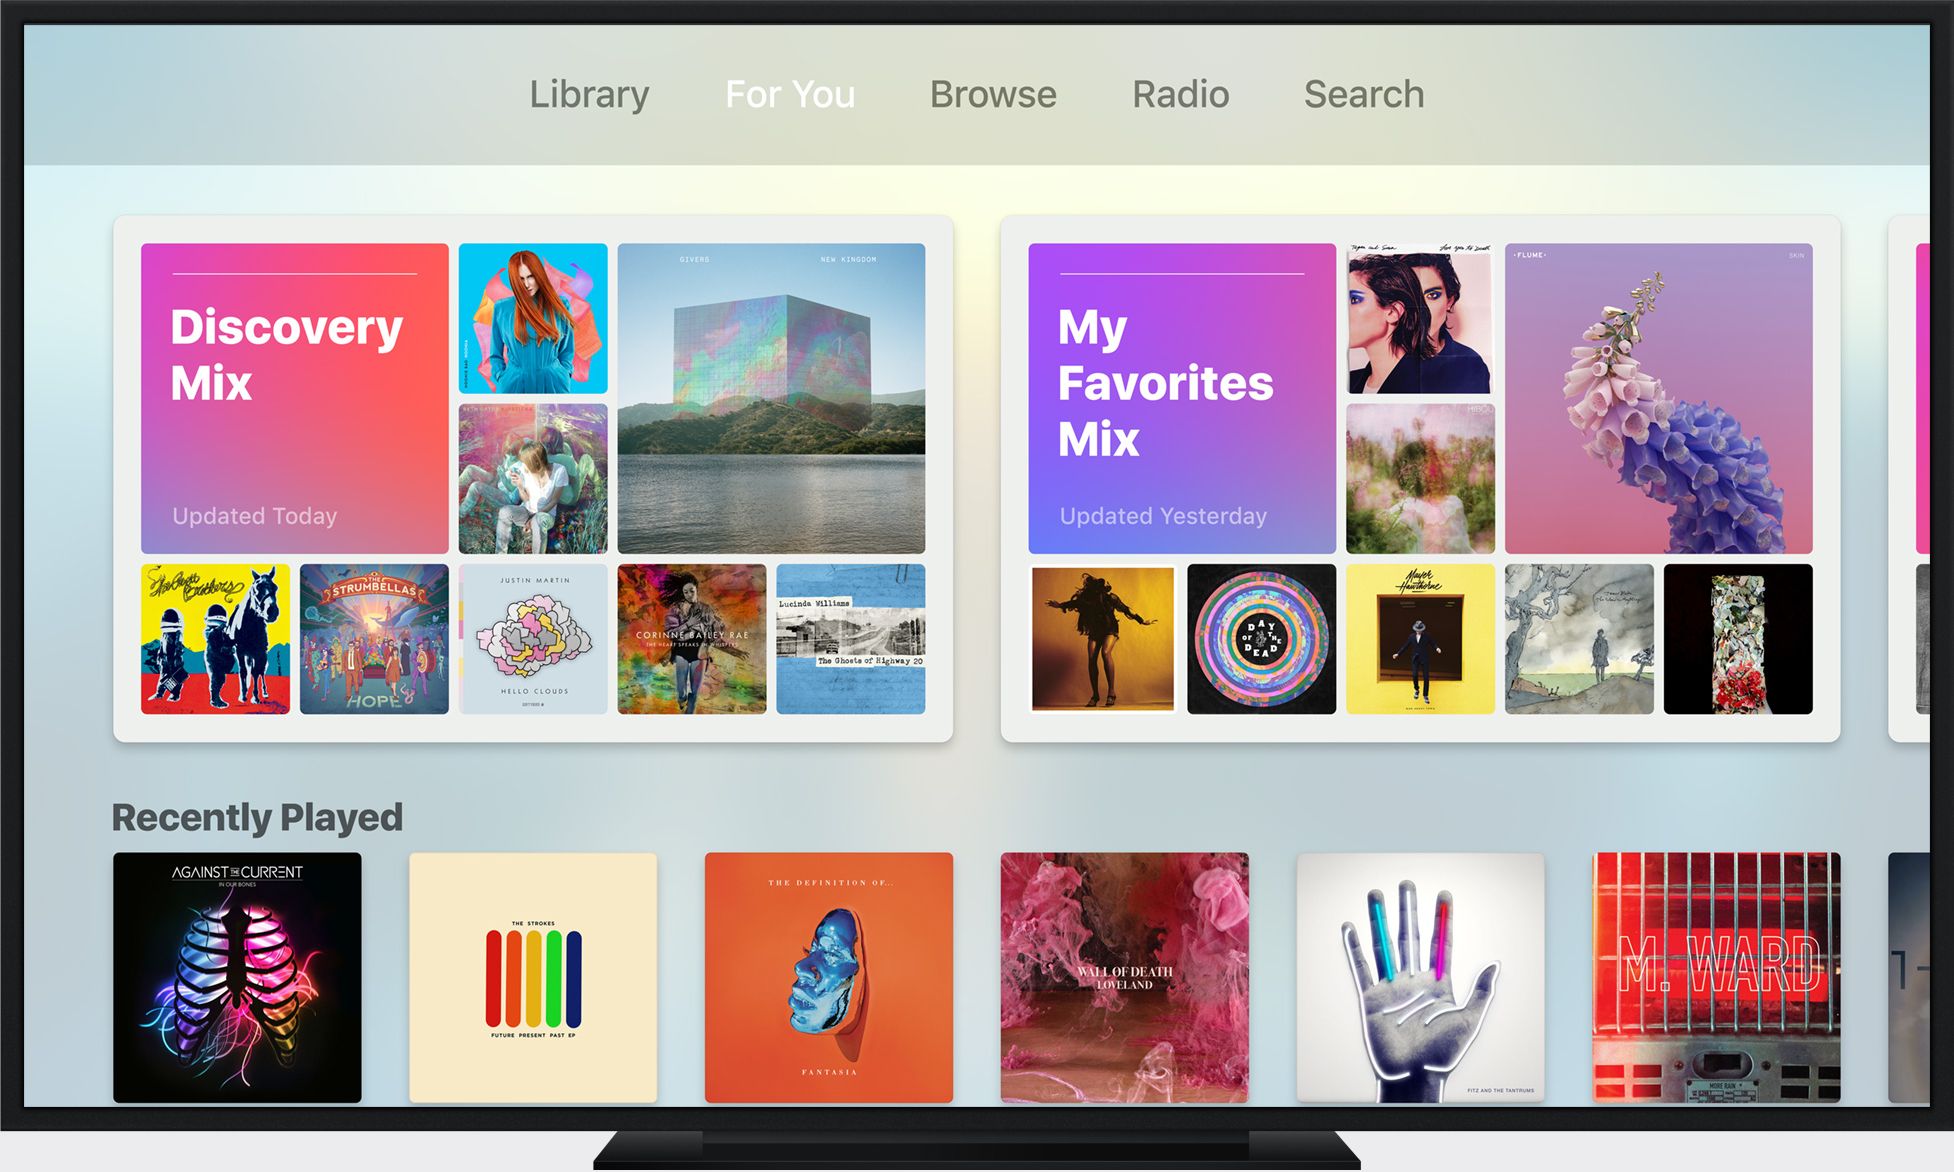 Library
For You
Browse
Radio
Search
Discovery
Mix
Updated Today
GIVERS
NEW KINGDOM
THE
STRUMBELLAS
HOPE
JUSTIN MARTIN
HELLO CLOUDS
CORINNE BAILEY RAE
THE HEART SPEAKS IN WHISPERS
Lucinda Williams
The Ghosts of Highway 20
My
Favorites
Mix
Updated Yesterday
Tegan and Sara
Love you to Death
HIBOU
·FLUME·
SKIN
DAY
OF THE
DEAD
Mayer
Hawthorne
Recently Played
AGAINST THE CURRENT
IN OUR BONES
THE STROKES
FUTURE PRESENT PAST EP
THE DEFINITION OF...
FANTASIA
WALL OF DEATH
LOVELAND
FITZ AND THE TANTRUMS
M. WARD
MORE RAIN